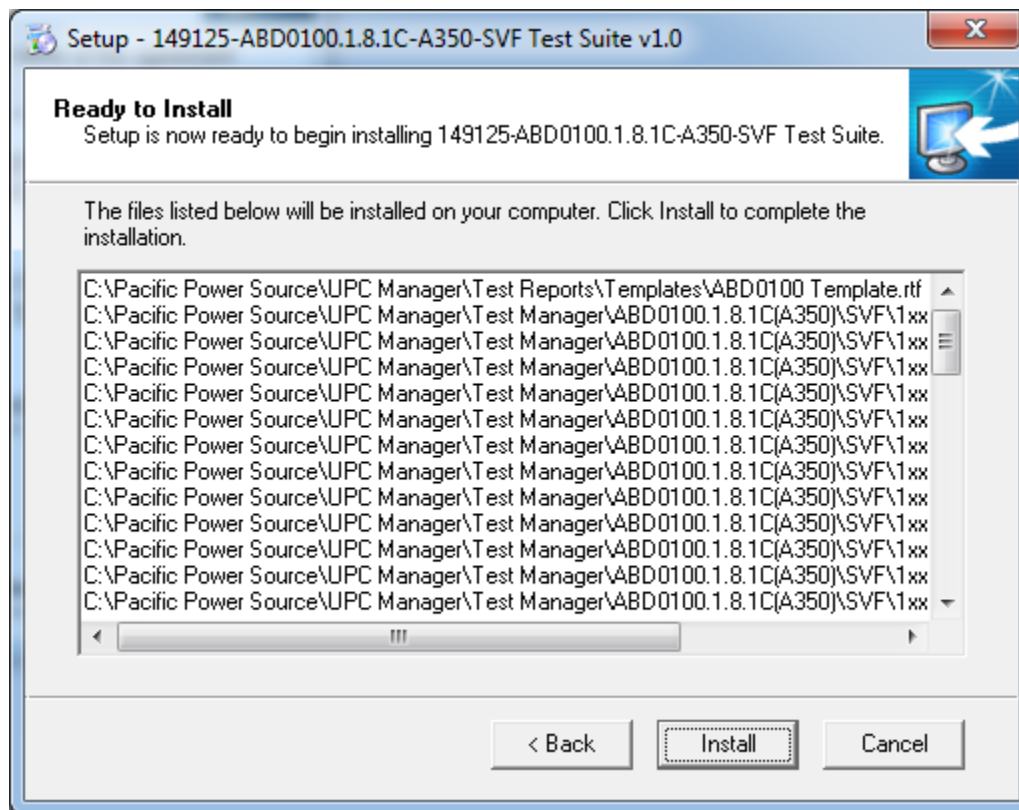 Setup - 149125-ABD0100.1.8.1C-A350-SVF Test Suite v1.0
Ready to Install
Setup is now ready to begin installing 149125-ABD0100.1.8.1C-A350-SVF Test Suite.
The files listed below will be installed on your computer. Click Install to complete the
installation.
C:\Pacific Power Source\UPC Manager\Test Reports\Templates\ABD0100 Template.rtf
C:\Pacific Power Source\UPC Manager\Test Manager\ABD0100.1.8.1C(A350)\SVF\1xx
C:\Pacific Power Source\UPC Manager\Test Manager\ABD0100.1.8.1C(A350)\SVF\1xx
C:\Pacific Power Source\UPC Manager\Test Manager\ABD0100.1.8.1C(A350)\SVF\1xx
C:\Pacific Power Source\UPC Manager\Test Manager\ABD0100.1.8.1C(A350)\SVF\1xx
C:\Pacific Power Source\UPC Manager\Test Manager\ABD0100.1.8.1C(A350)\SVF\1xx
C:\Pacific Power Source\UPC Manager\Test Manager\ABD0100.1.8.1C(A350)\SVF\1xx
C:\Pacific Power Source\UPC Manager\Test Manager\ABD0100.1.8.1C(A350)\SVF\1xx
C:\Pacific Power Source\UPC Manager\Test Manager\ABD0100.1.8.1C(A350)\SVF\1xx
C:\Pacific Power Source\UPC Manager\Test Manager\ABD0100.1.8.1C(A350)\SVF\1xx
C:\Pacific Power Source\UPC Manager\Test Manager\ABD0100.1.8.1C(A350)\SVF\1xx
C:\Pacific Power Source\UPC Manager\Test Manager\ABD0100.1.8.1C(A350)\SVF\1xx
C:\Pacific Power Source\UPC Manager\Test Manager\ABD0100.1.8.1C(A350)\SVF\1xx
< Back
Install
Cancel